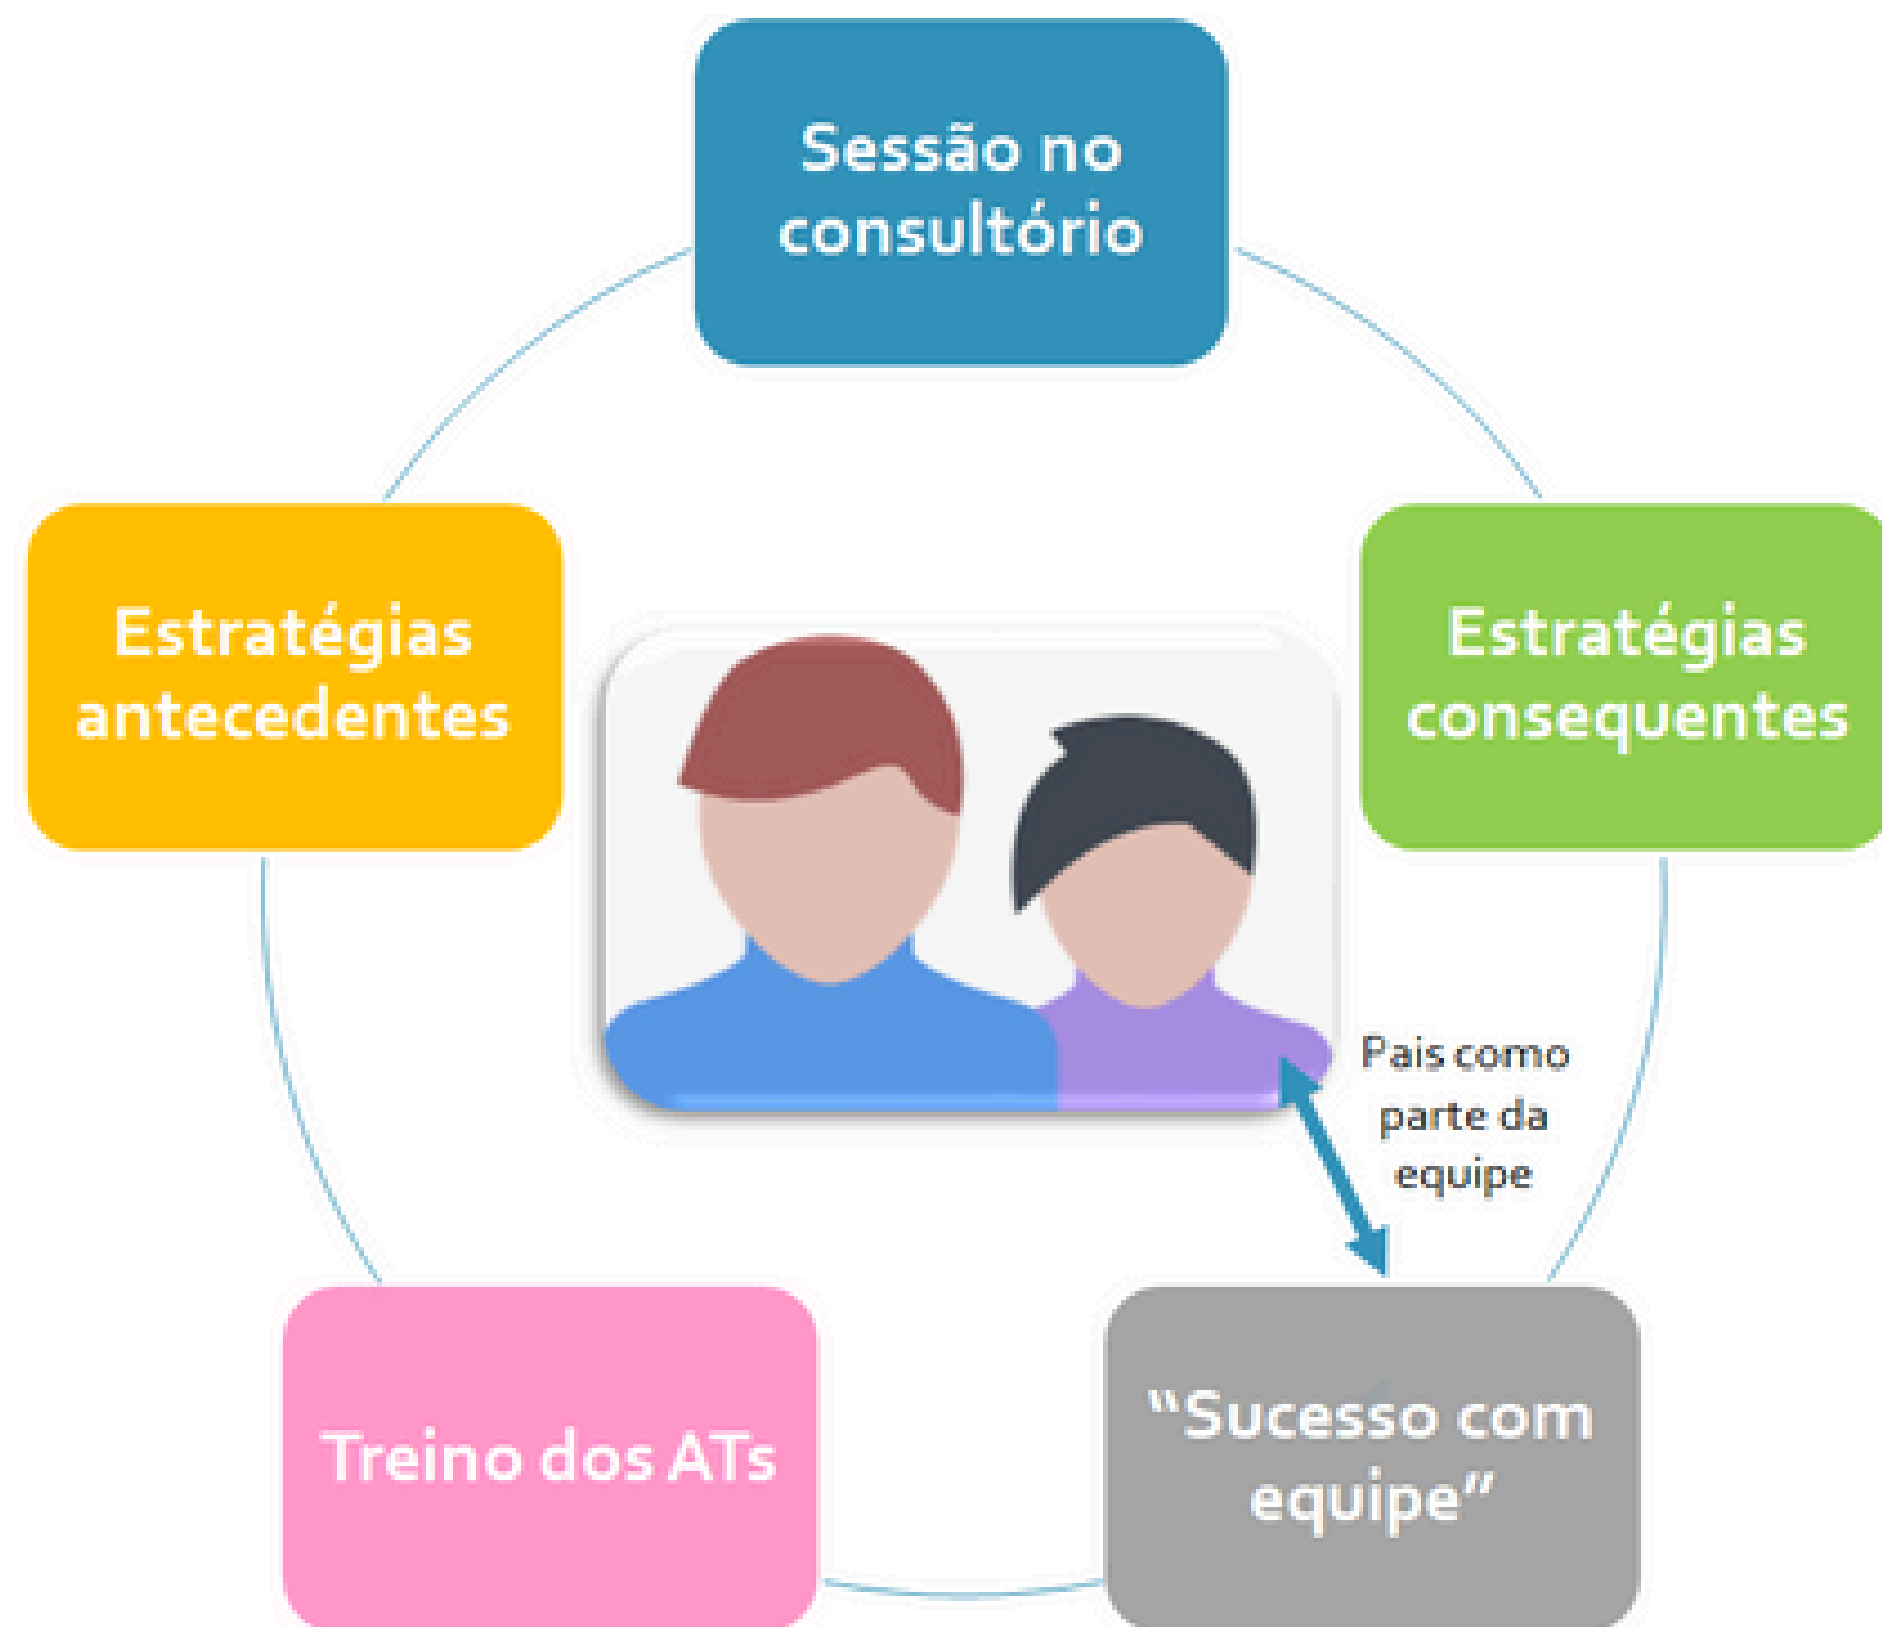 Sessão no
consultório
Estratégias
antecedentes
Estratégias
consequentes
Pais como
parte da
equipe
Treino dos ATs
“Sucesso com
equipe”